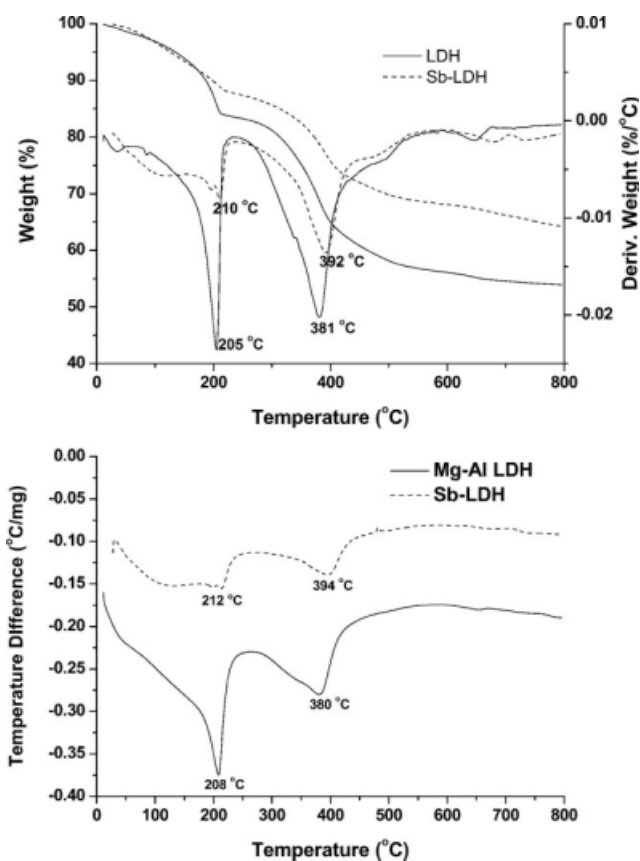 LDH
Sb-LDH
Weight (%)
100
90
80
70
60
50
40
0.01
0.00
-0.01
-0.02
Deriv. Weight (%/°C)
210 °C
392 °C
381 °C
205 °C
0 200 400 600 800
Temperature (°C)
Mg-Al LDH
Sb-LDH
Temperature DIfference (°C/mg)
0.00
-0.05
-0.10
-0.15
-0.20
-0.25
-0.30
-0.35
-0.40
212 °C
394 °C
380 °C
208 °C
0 100 200 300 400 500 600 700 800
Temperature (°C)